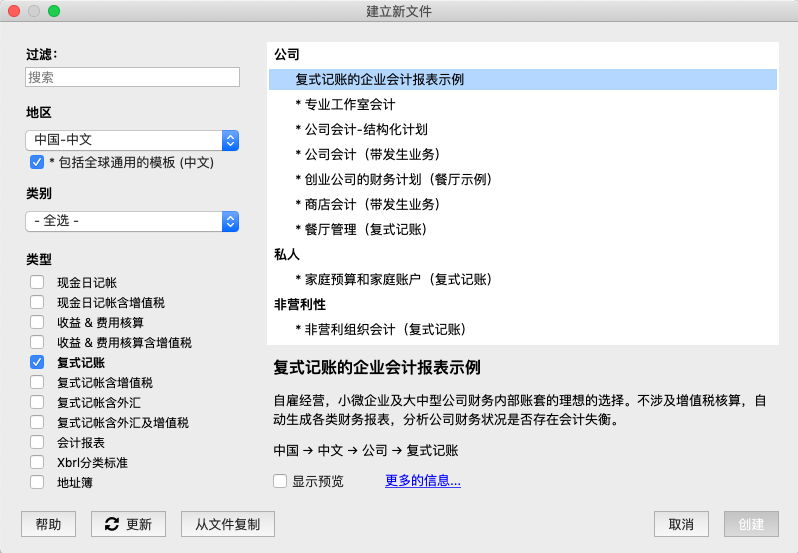 建立新文件
过滤：
搜索
地区
中国-中文
* 包括全球通用的模板 (中文)
类别
- 全选 -
类型
现金日记帐
现金日记帐含增值税
收益 & 费用核算
收益 & 费用核算含增值税
复式记账
复式记帐含增值税
复式记帐含外汇
复式记帐含外汇及增值税
会计报表
Xbrl分类标准
地址簿
公司
复式记账的企业会计报表示例
* 专业工作室会计
* 公司会计-结构化计划
* 公司会计（带发生业务）
* 创业公司的财务计划（餐厅示例）
* 商店会计（带发生业务）
* 餐厅管理（复式记账）
私人
* 家庭预算和家庭账户（复式记账）
非营利性
* 非营利组织会计（复式记账）
复式记账的企业会计报表示例
自雇经营，小微企业及大中型公司财务内部账套的理想的选择。不涉及增值税核算，自
动生成各类财务报表，分析公司财务状况是否存在会计失衡。
中国 → 中文 → 公司 → 复式记账
显示预览
更多的信息...
帮助
更新
从文件复制
取消
创建